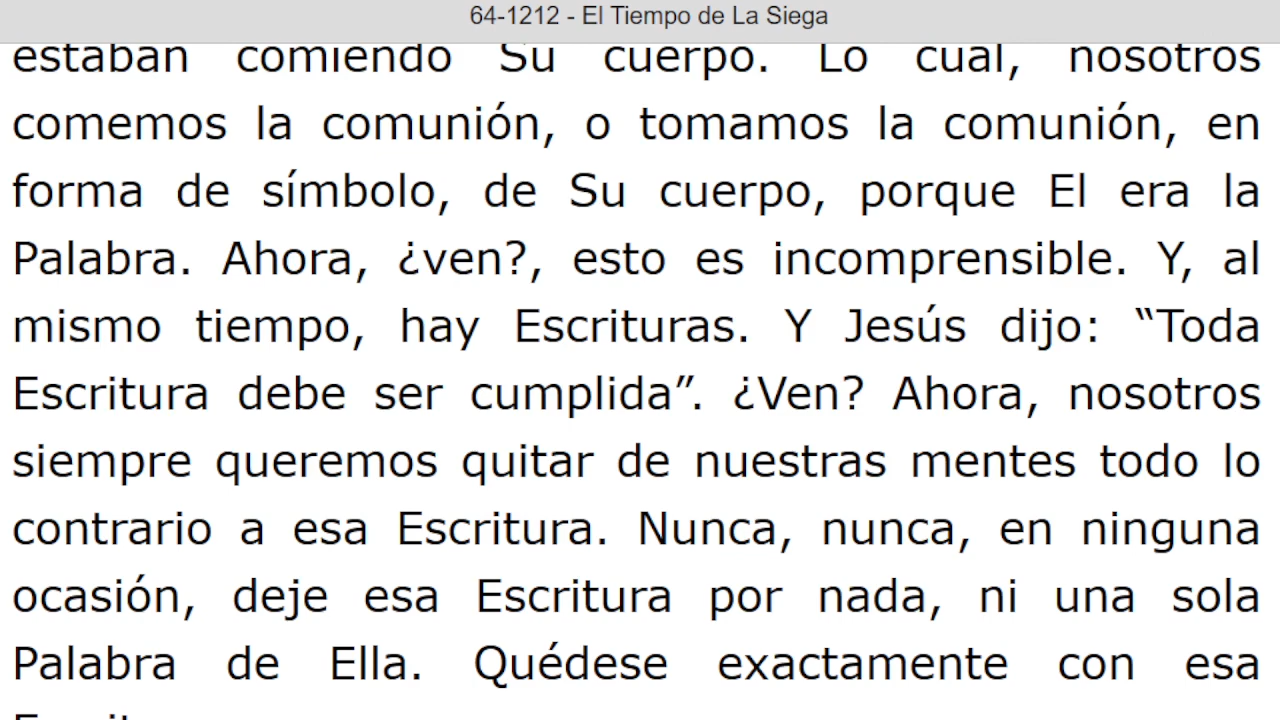 64-1212 - El Tiempo de La Siega
estaban comiendo Su cuerpo. Lo cual, nosotros
comemos la comunión, o tomamos la comunión, en
forma de símbolo, de Su cuerpo, porque El era la
Palabra. Ahora, ¿ven?, esto es incomprensible. Y, al
mismo tiempo, hay Escrituras. Y Jesús dijo: “Toda
Escritura debe ser cumplida”. ¿Ven? Ahora, nosotros
siempre queremos quitar de nuestras mentes todo lo
contrario a esa Escritura. Nunca, nunca, en ninguna
ocasión, deje esa Escritura por nada, ni una sola
Palabra de Ella. Quédese exactamente con esa